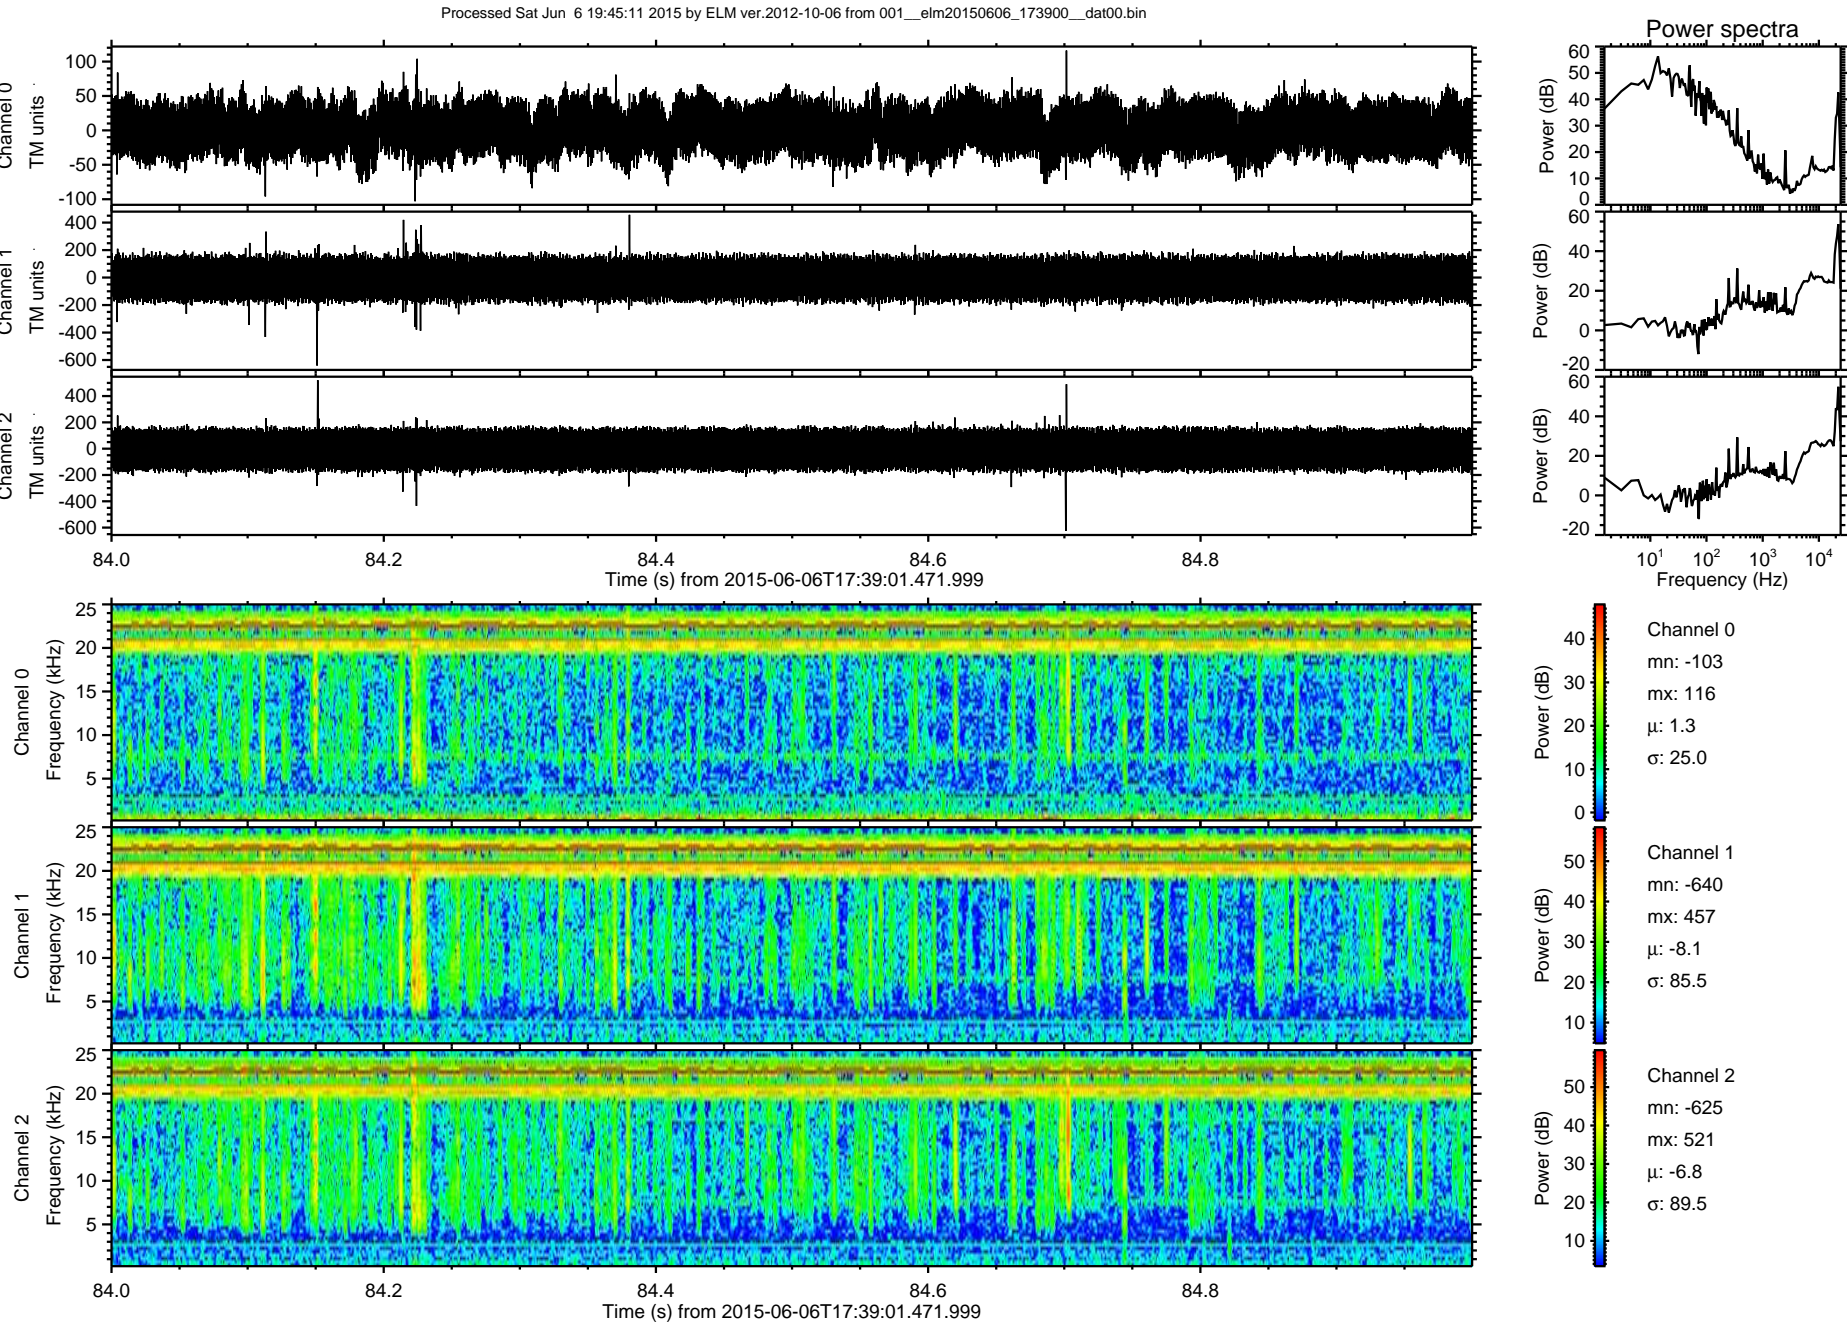 Processed Sat Jun 6 19:45:11 2015 by ELM ver.2012-10-06 from 001__elm20150606_173900__dat00.bin
Power spectra
Channel 0
TM units
100
50
0
-50
-100
Power (dB)
60
50
40
30
20
10
0
Channel 1
TM units
400
200
0
-200
-400
-600
Power (dB)
60
40
20
0
-20
Channel 2
TM units
400
200
0
-200
-400
-600
Power (dB)
60
40
20
0
-20
84.0 84.2 84.4 84.6 84.8
Time (s) from 2015-06-06T17:39:01.471.999
10¹ 10² 10³ 10⁴
Frequency (Hz)
Channel 0
Frequency (kHz)
25
20
15
10
5
Power (dB)
40
30
20
10
0
Channel 0
mn: -103
mx: 116
μ: 1.3
σ: 25.0
Channel 1
Frequency (kHz)
25
20
15
10
5
Power (dB)
50
40
30
20
10
Channel 1
mn: -640
mx: 457
μ: -8.1
σ: 85.5
Channel 2
Frequency (kHz)
25
20
15
10
5
Power (dB)
50
40
30
20
10
Channel 2
mn: -625
mx: 521
μ: -6.8
σ: 89.5
84.0 84.2 84.4 84.6 84.8
Time (s) from 2015-06-06T17:39:01.471.999